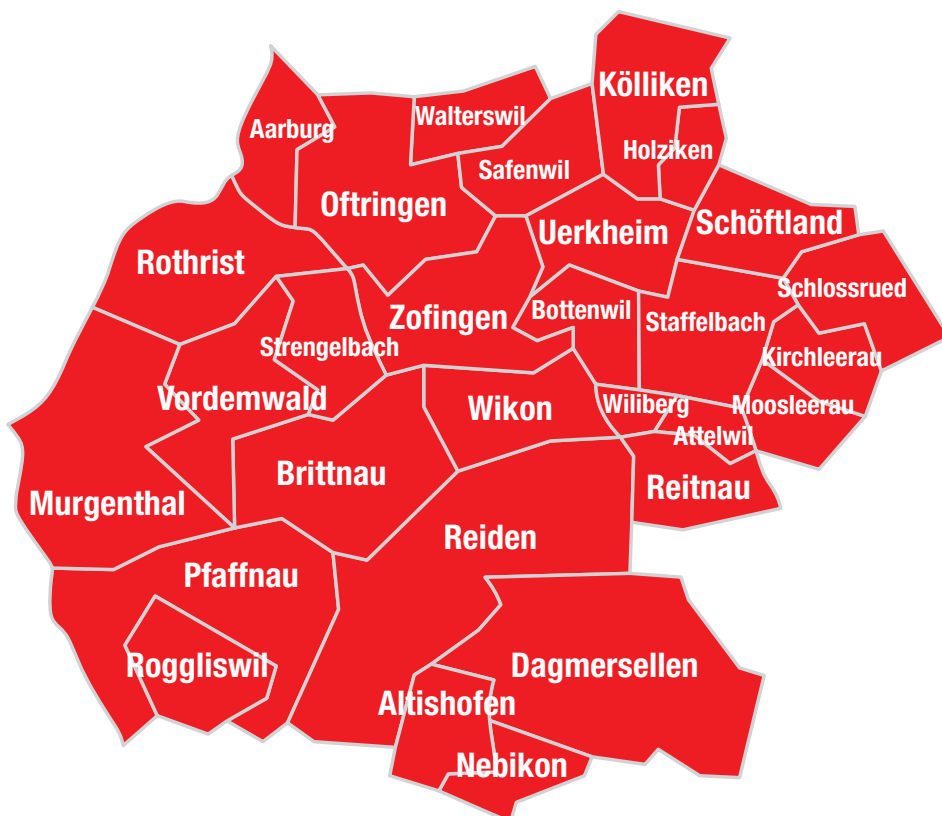 Kölliken
Walterswil
Aarburg
Holziken
Safenwil
Oftringen
Schöftland
Uerkheim
Rothrist
Schlossrued
Bottenwil
Zofingen
Staffelbach
Strengelbach
Kirchleerau
Vordemwald
Wikon
Wiliberg
Moosleerau
Attelwil
Brittnau
Reitnau
Murgenthal
Reiden
Pfaffnau
Roggliswil
Dagmersellen
Altishofen
Nebikon